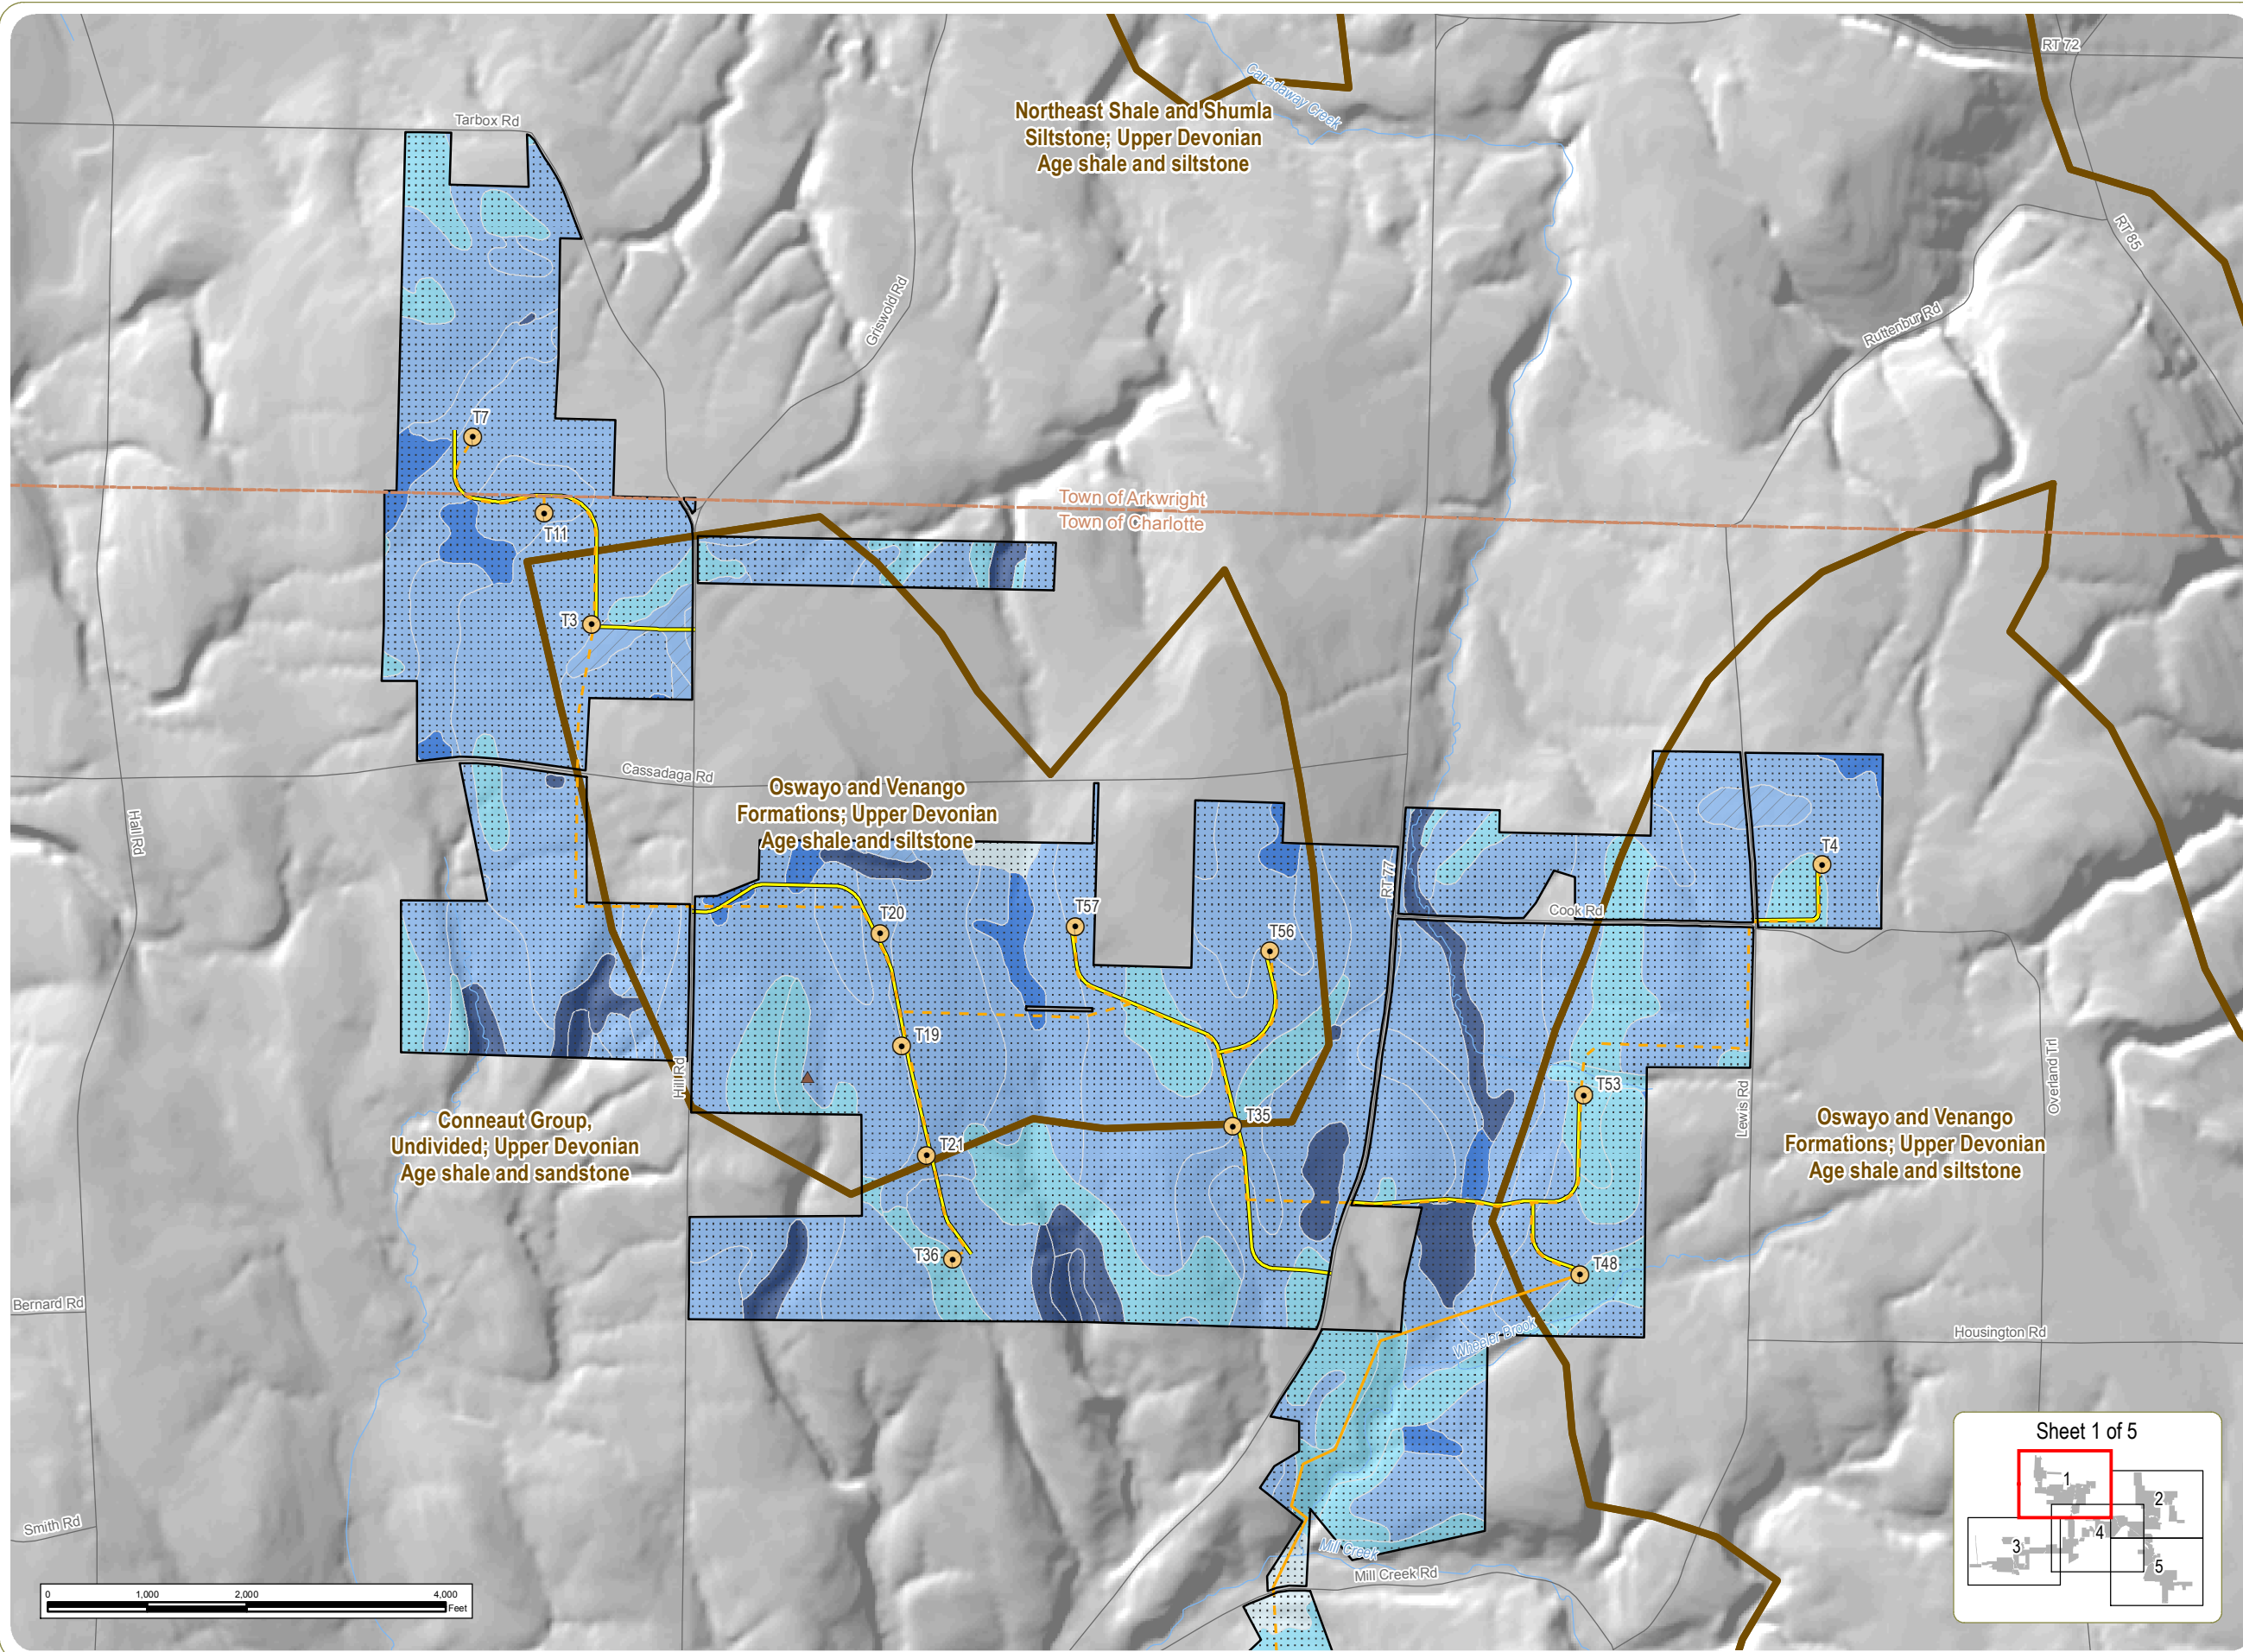 RT 72
Canadaway Creek
Northeast Shale and Shumla
Siltstone; Upper Devonian
Age shale and siltstone
Tarbox Rd
RT 85
Griswold Rd
Ruttenbur Rd
T7
Town of Arkwright
Town of Charlotte
T11
T3
Cassadaga Rd
Oswayo and Venango
Formations; Upper Devonian
Age shale and siltstone
Hall Rd
T4
RT 77
T57
T20
Cook Rd
T56
T19
Hill Rd
T53
Overland Trl
Lewis Rd
T35
Conneaut Group,
Undivided; Upper Devonian
Age shale and sandstone
Oswayo and Venango
Formations; Upper Devonian
Age shale and siltstone
T21
T36
T48
Bernard Rd
Wheeler Brook
Housington Rd
Sheet 1 of 5
1
2
4
3
5
Smith Rd
Mill Creek
Mill Creek Rd
0 1,000 2,000 4,000
Feet